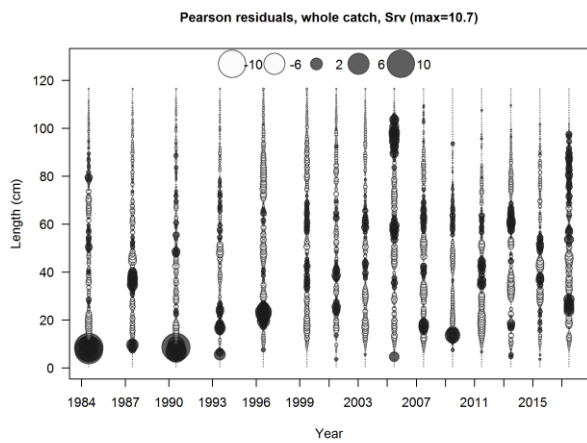 Pearson residuals, whole catch, Srv (max=10.7)
-10 -6 2 6 10
Length (cm)
120
100
80
60
40
20
0
1984 1987 1990 1993 1996 1999 2003 2007 2011 2015
Year